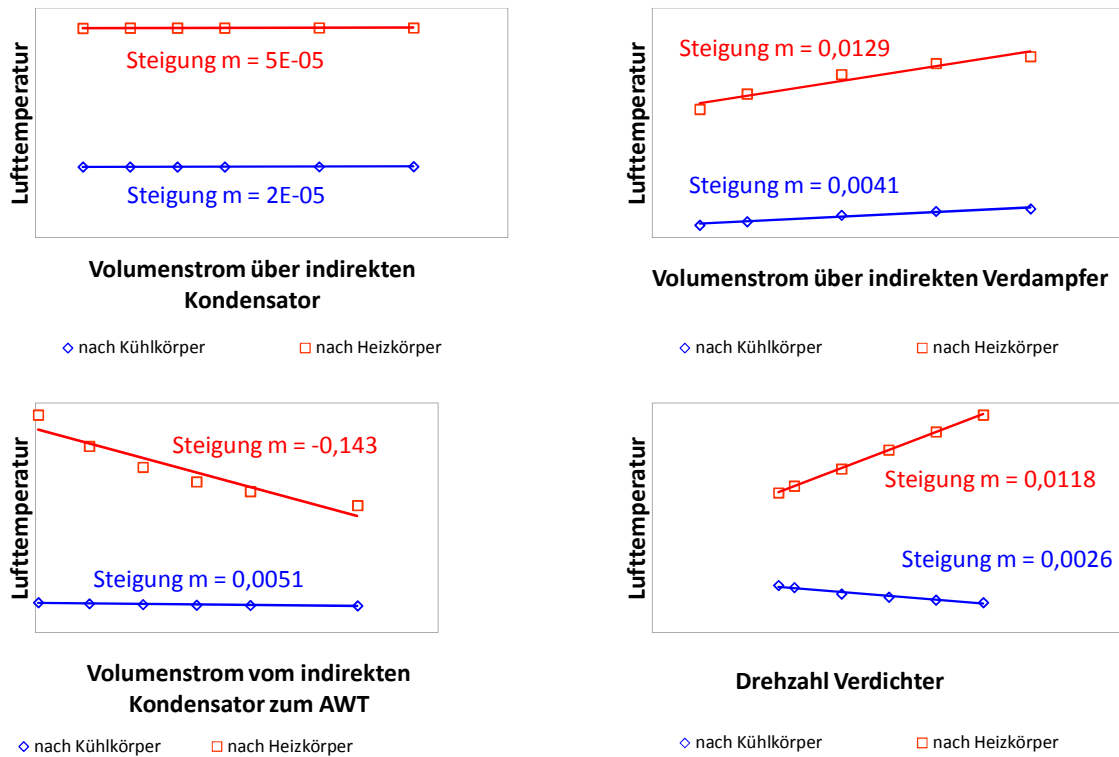 Lufttemperatur
Steigung m = 5E-05
Steigung m = 2E-05
Volumenstrom über indirekten
Kondensator
nach Kühlkörper
nach Heizkörper
Lufttemperatur
Steigung m = 0,0129
Steigung m = 0,0041
Volumenstrom über indirekten Verdampfer
nach Kühlkörper
nach Heizkörper
Lufttemperatur
Steigung m = -0,143
Steigung m = 0,0051
Volumenstrom vom indirekten
Kondensator zum AWT
nach Kühlkörper
nach Heizkörper
Lufttemperatur
Steigung m = 0,0118
Steigung m = 0,0026
Drehzahl Verdichter
nach Kühlkörper
nach Heizkörper